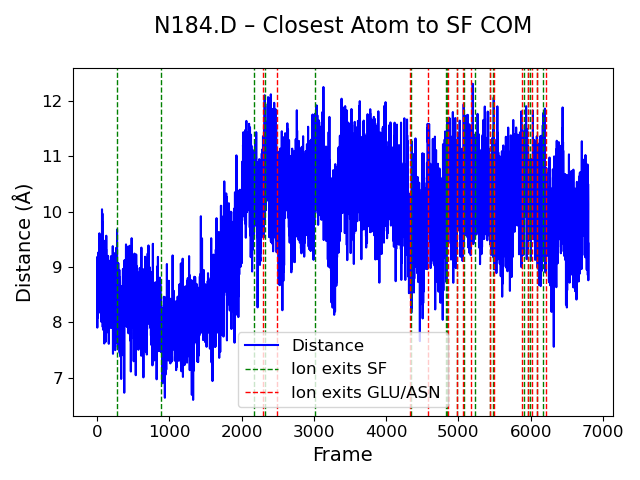 N184.D – Closest Atom to SF COM
Distance (Å)
12
11
10
9
8
7
Distance
Ion exits SF
Ion exits GLU/ASN
0 1000 2000 3000 4000 5000 6000 7000
Frame